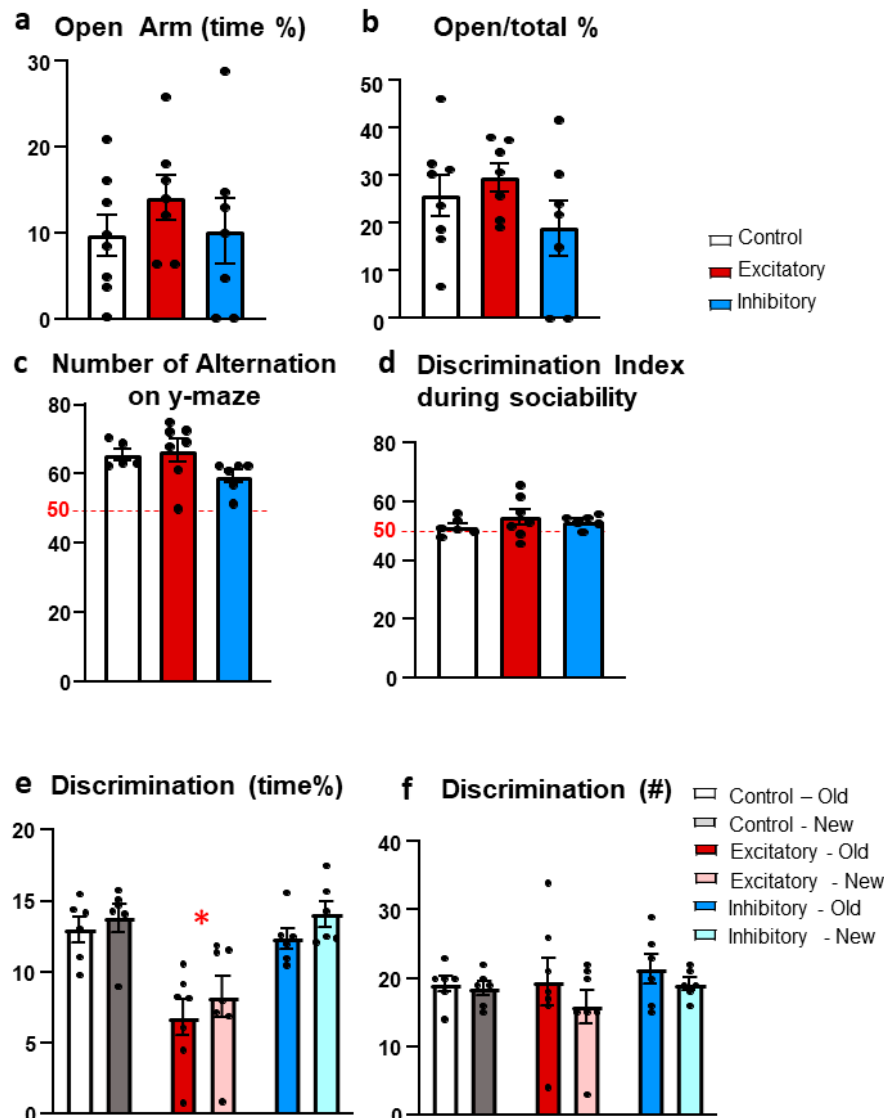 a Open Arm (time %)
30
20
10
0
b Open/total %
50
40
30
20
10
0
Control
Excitatory
Inhibitory
c Number of Alternation
on y-maze
80
60
50
40
20
0
d Discrimination Index
during sociability
80
60
50
40
20
0
e Discrimination (time%)
20
15
10
5
0
*
f Discrimination (#)
40
30
20
10
0
Control – Old
Control - New
Excitatory - Old
Excitatory - New
Inhibitory - Old
Inhibitory - New